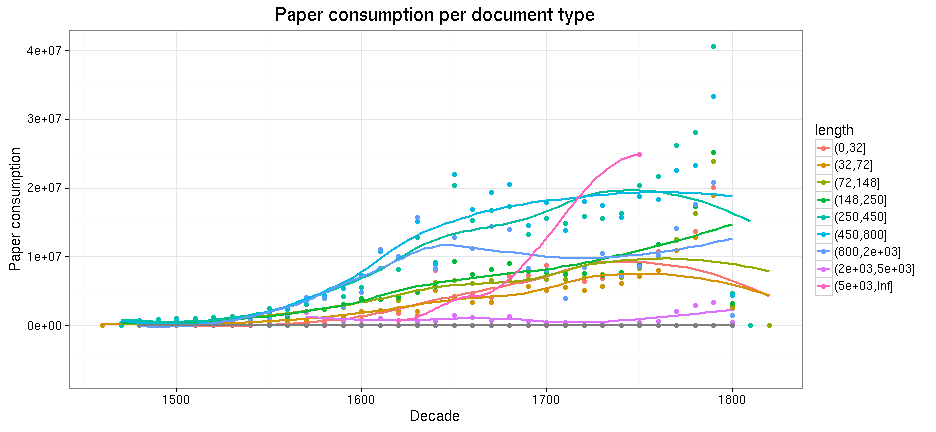 Paper consumption per document type
4e+07
3e+07
2e+07
1e+07
0e+00
Paper consumption
1500
1600
1700
1800
Decade
length
(0,32]
(32,72]
(72,148]
(148,250]
(250,450]
(450,800]
(800,2e+03]
(2e+03,5e+03]
(5e+03,Inf]